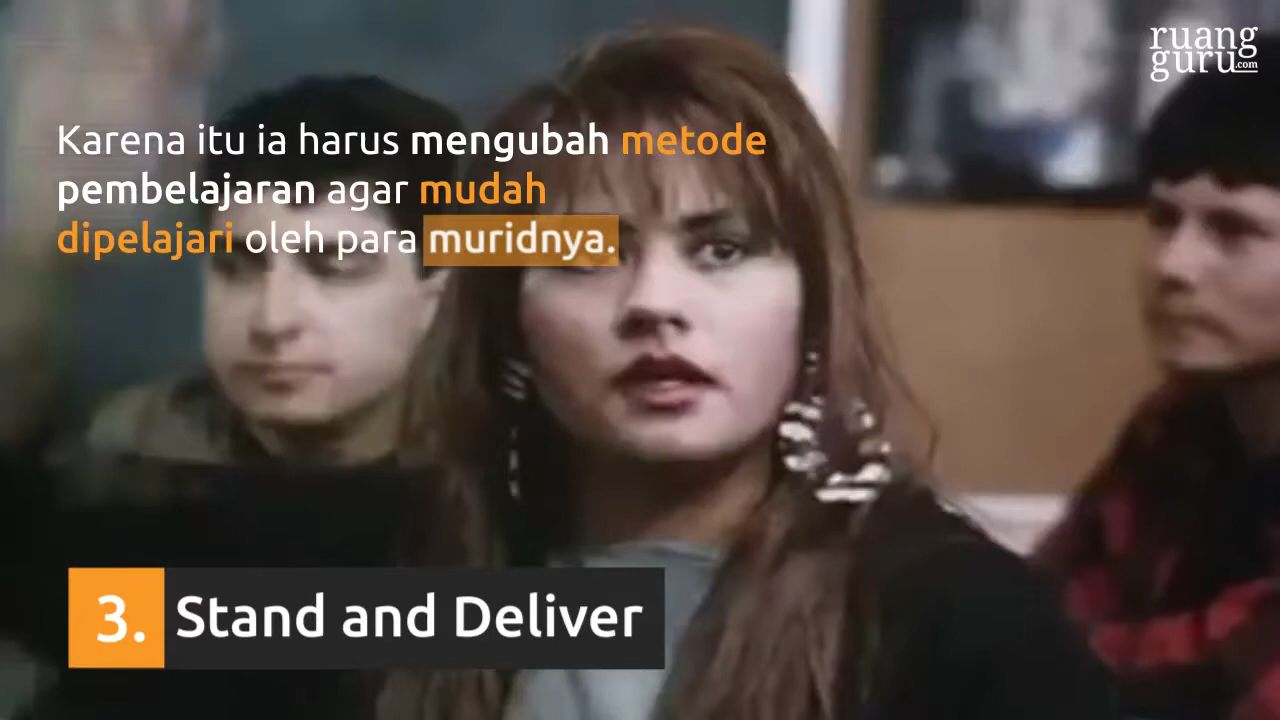 ruang
guru.com
Karena itu ia harus mengubah metode
pembelajaran agar mudah
dipelajari oleh para muridnya.
3. Stand and Deliver